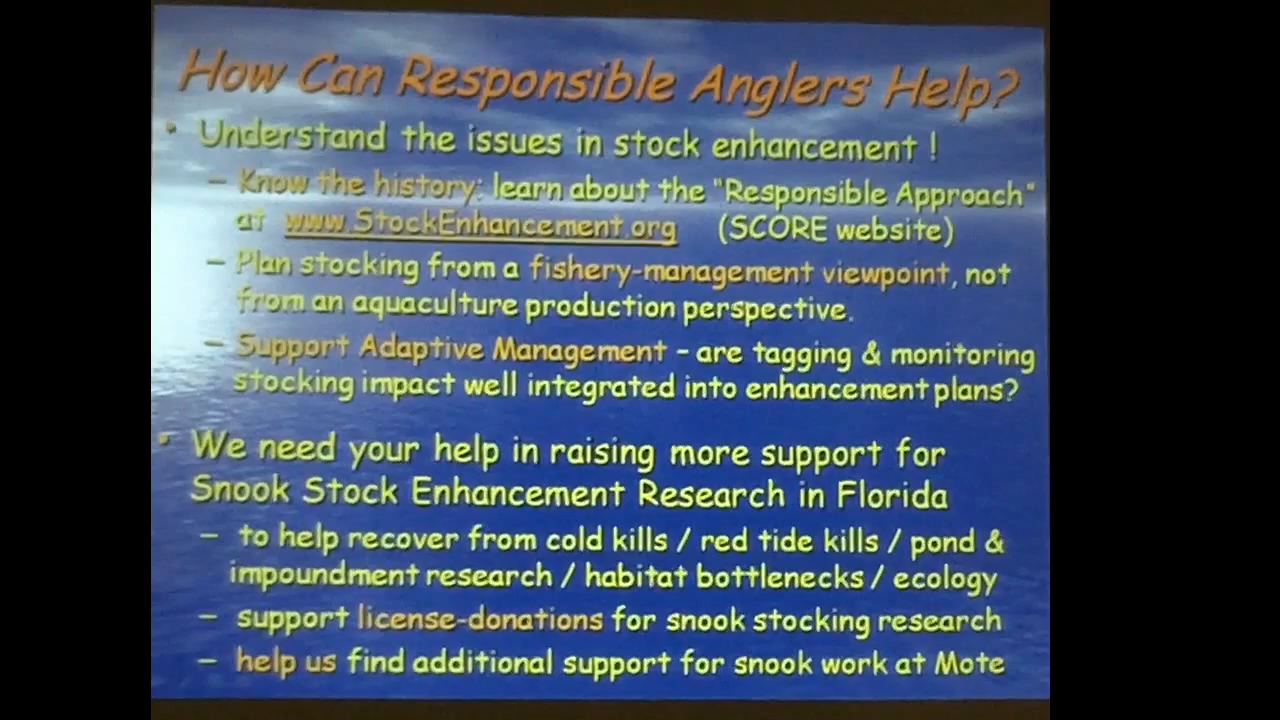 How Can Responsible Anglers Help?
• Understand the issues in stock enhancement !
– Know the history: learn about the "Responsible Approach"
at www.StockEnhancement.org (SCORE website)
– Plan stocking from a fishery-management viewpoint, not
from an aquaculture production perspective.
– Support Adaptive Management – are tagging & monitoring
stocking impact well integrated into enhancement plans?
• We need your help in raising more support for
Snook Stock Enhancement Research in Florida
– to help recover from cold kills / red tide kills / pond &
impoundment research / habitat bottlenecks / ecology
– support license-donations for snook stocking research
– help us find additional support for snook work at Mote